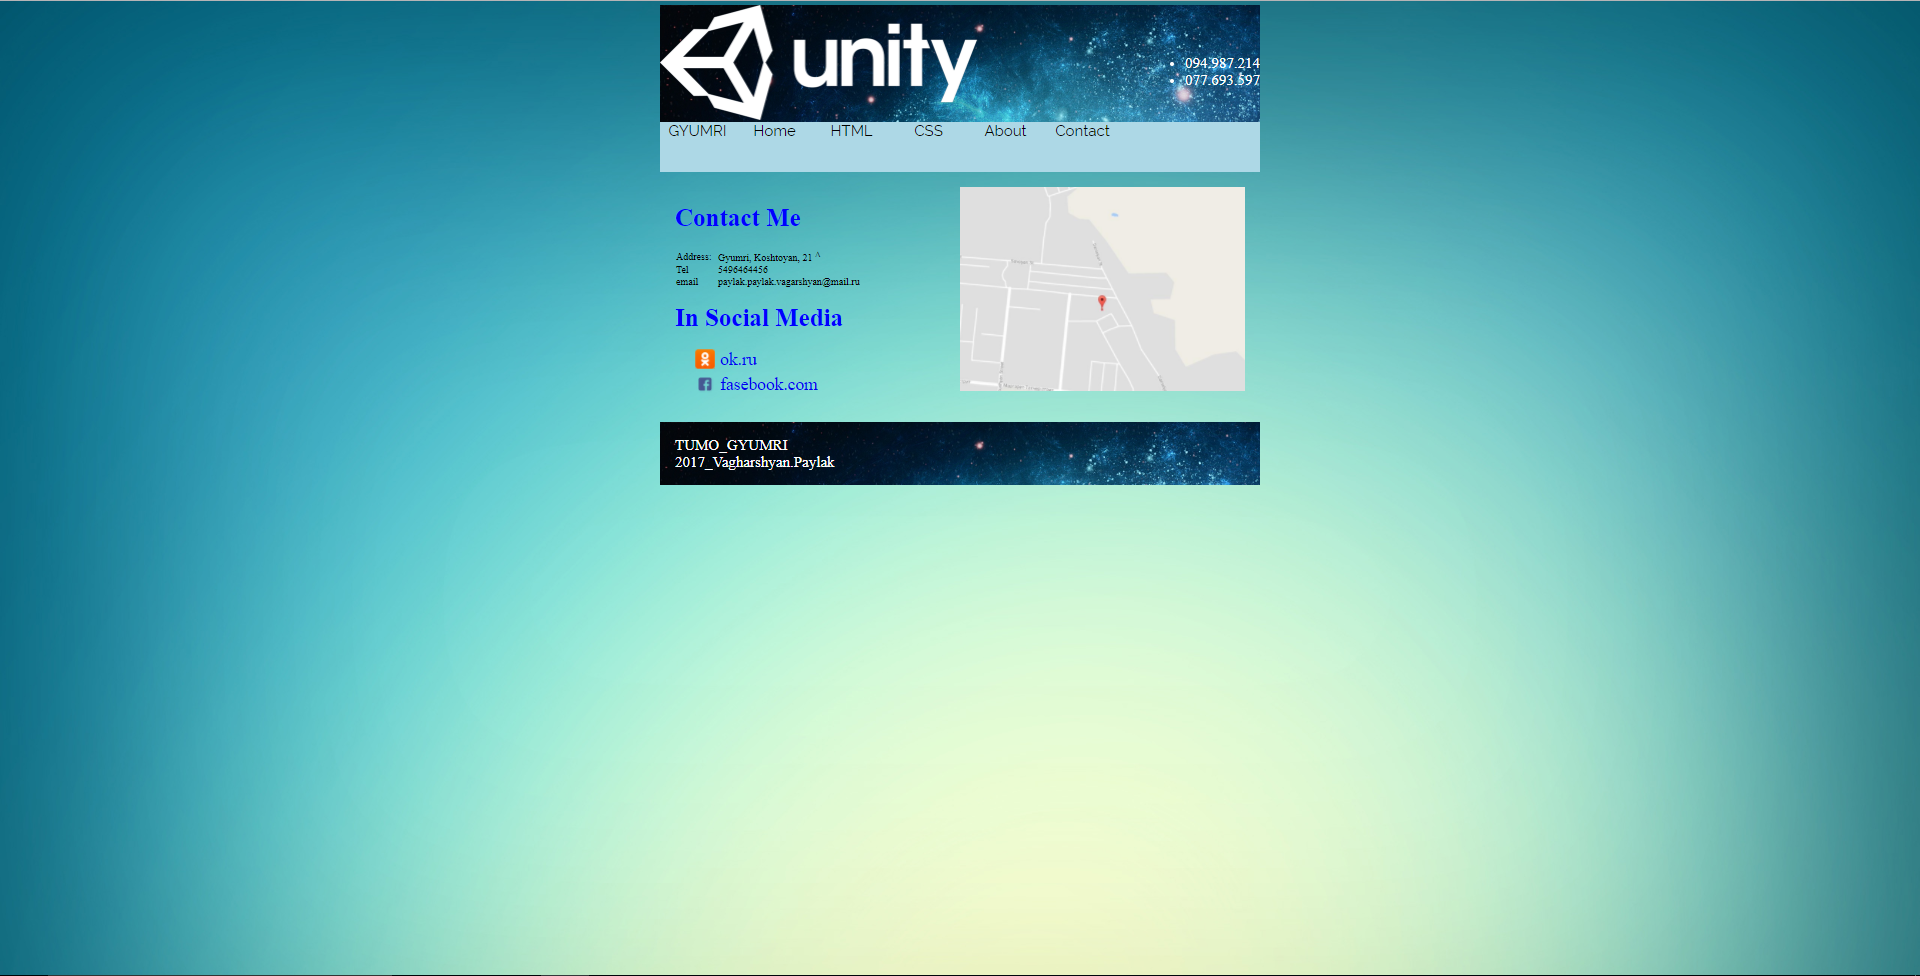 unity
094.987.214
077.693.597
GYUMRI Home HTML CSS About Contact
Contact Me
Address: Gyumri, Koshtoyan, 21 A
Tel 5496464456
email paylak.paylak.vagarshyan@mail.ru
In Social Media
ok.ru
fasebook.com
TUMO_GYUMRI
2017_Vagharshyan.Paylak